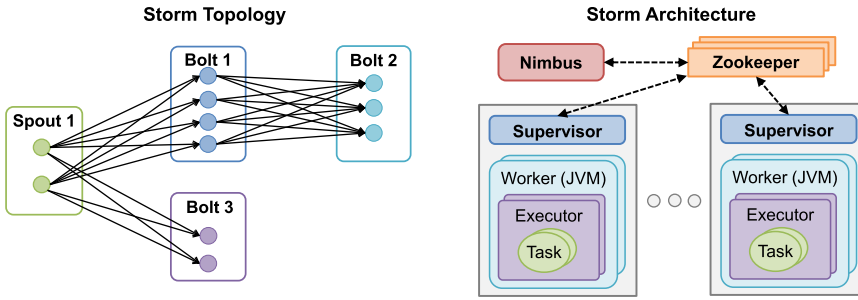 Storm Topology
Spout 1
Bolt 1
Bolt 2
Bolt 3
Storm Architecture
Nimbus
Zookeeper
Supervisor
Worker (JVM)
Executor
Task
Supervisor
Worker (JVM)
Executor
Task